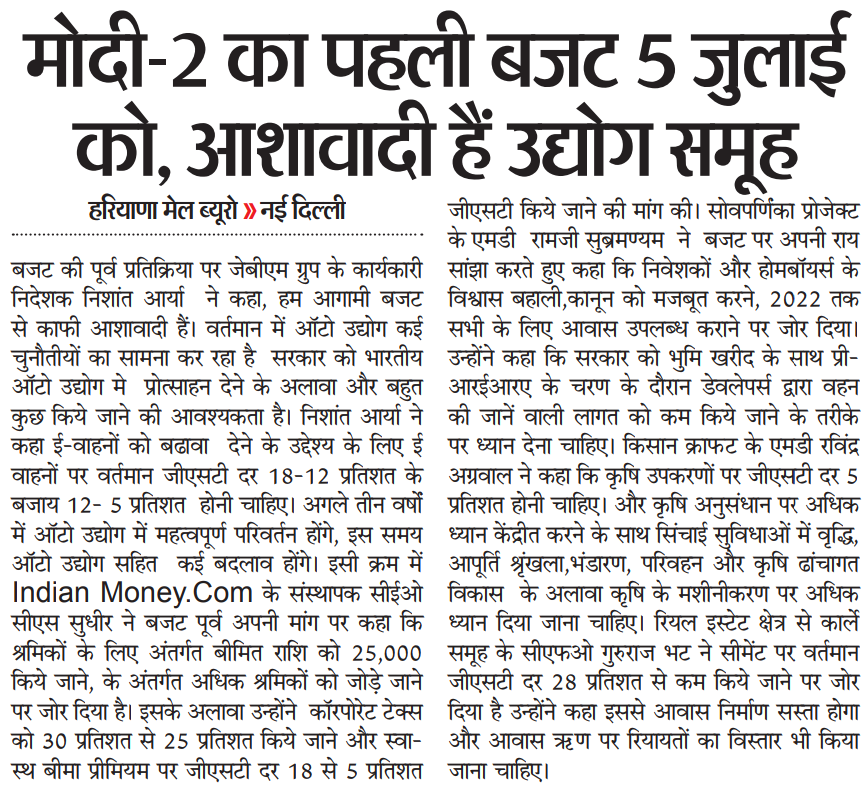 मोदी-2 का पहली बजट 5 जुलाई
को, आशावादी हैं उद्योग समूह
हरियाणा मेल ब्यूरो » नई दिल्ली
बजट की पूर्व प्रतिक्रिया पर जेबीएम ग्रुप के कार्यकारी
निदेशक निशांत आर्या ने कहा, हम आगामी बजट
से काफी आशावादी हैं। वर्तमान में ऑटो उद्योग कई
चुनौतीयों का सामना कर रहा है सरकार को भारतीय
ऑटो उद्योग मे प्रोत्साहन देने के अलावा और बहुत
कुछ किये जाने की आवश्यकता है। निशांत आर्या ने
कहा ई-वाहनों को बढावा देने के उद्देश्य के लिए ई
वाहनों पर वर्तमान जीएसटी दर 18-12 प्रतिशत के
बजाय 12- 5 प्रतिशत होनी चाहिए। अगले तीन वर्षों
में ऑटो उद्योग में महत्वपूर्ण परिवर्तन होंगे, इस समय
ऑटो उद्योग सहित कई बदलाव होंगे। इसी क्रम में
Indian Money.Com के संस्थापक सीईओ
सीएस सुधीर ने बजट पूर्व अपनी मांग पर कहा कि
श्रमिकों के लिए अंतर्गत बीमित राशि को 25,000
किये जाने, के अंतर्गत अधिक श्रमिकों को जोड़े जाने
पर जोर दिया है। इसके अलावा उन्होंने कॉरपोरेट टेक्स
को 30 प्रतिशत से 25 प्रतिशत किये जाने और स्वा-
स्थ बीमा प्रीमियम पर जीएसटी दर 18 से 5 प्रतिशत
जीएसटी किये जाने की मांग की। सोवपर्णिंका प्रोजेक्ट
के एमडी रामजी सुब्रमण्यम ने बजट पर अपनी राय
सांझा करते हुए कहा कि निवेशकों और होमबॉयर्स के
विश्वास बहाली,कानून को मजबूत करने, 2022 तक
सभी के लिए आवास उपलब्ध कराने पर जोर दिया।
उन्होंने कहा कि सरकार को भुमि खरीद के साथ प्री-
आरईआरए के चरण के दौरान डेवलेपर्स द्वारा वहन
की जानें वाली लागत को कम किये जाने के तरीके
पर ध्यान देना चाहिए। किसान क्राफट के एमडी रविंद्र
अग्रवाल ने कहा कि कृषि उपकरणों पर जीएसटी दर 5
प्रतिशत होनी चाहिए। और कृषि अनुसंधान पर अधिक
ध्यान केंद्रीत करने के साथ सिंचाई सुविधाओं में वृद्धि,
आपूर्ति श्रृंखला,भंडारण, परिवहन और कृषि ढांचागत
विकास के अलावा कृषि के मशीनीकरण पर अधिक
ध्यान दिया जाना चाहिए। रियल इस्टेट क्षेत्र से कार्ले
समूह के सीएफओ गुरुराज भट ने सीमेंट पर वर्तमान
जीएसटी दर 28 प्रतिशत से कम किये जाने पर जोर
दिया है उन्होंने कहा इससे आवास निर्माण सस्ता होगा
और आवास ऋण पर रियायतों का विस्तार भी किया
जाना चाहिए।